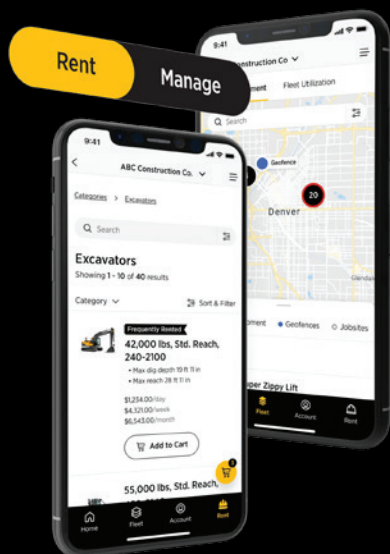 Rent
Manage
9:41
Construction Co
Fleet Utilization
Search
Geofence
20
Denver
Geofences
Jobsites
Zippy Lift
Fleet
Account
Rent
9:41
ABC Construction Co.
Categories > Excavators
Search
Excavators
Showing 1 - 10 of 40 results
Category
Sort & Filter
Frequently Rented
42,000 lbs, Std. Reach,
240-2100
• Max dig depth 19 ft 11 in
• Max reach 28 ft 11 in
$1,234.00/day
$4,321.00/week
$6,543.00/month
Add to Cart
55,000 lbs, Std. Reach,
Home
Fleet
Account
Rent